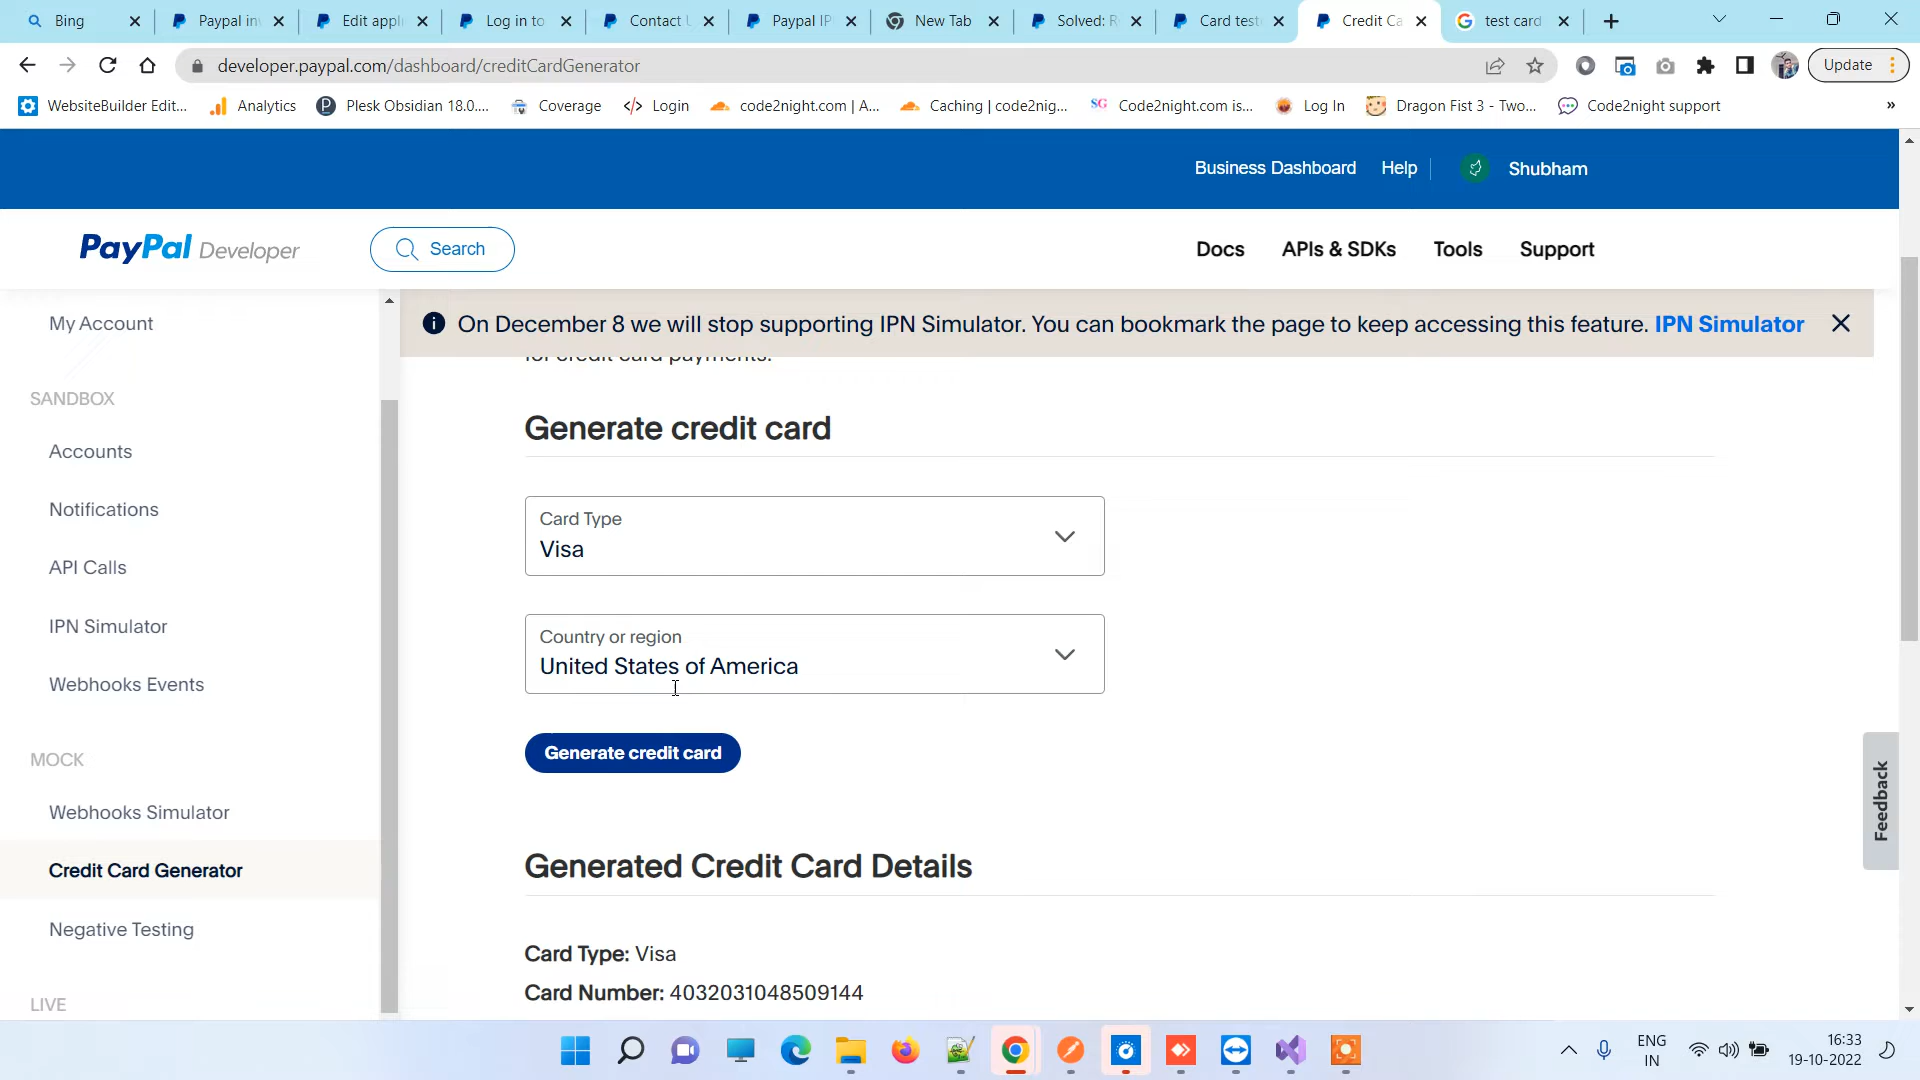 Bing
Paypal in
Edit appli
Log in to
Contact U
Paypal IP
New Tab
Solved: R
Card teste
Credit Ca
test card
developer.paypal.com/dashboard/creditCardGenerator
Update
WebsiteBuilder Edit...
Analytics
Plesk Obsidian 18.0....
Coverage
Login
code2night.com | A...
Caching | code2nig...
SG Code2night.com is...
Log In
Dragon Fist 3 - Two...
Code2night support
»
Business Dashboard
Help
Shubham
PayPal Developer
Search
Docs
APIs & SDKs
Tools
Support
On December 8 we will stop supporting IPN Simulator. You can bookmark the page to keep accessing this feature. IPN Simulator
for credit card payments.
My Account
SANDBOX
Accounts
Notifications
API Calls
IPN Simulator
Webhooks Events
MOCK
Webhooks Simulator
Credit Card Generator
Negative Testing
LIVE
Generate credit card
Card Type
Visa
Country or region
United States of America
Generate credit card
Generated Credit Card Details
Card Type: Visa
Card Number: 4032031048509144
Feedback
ENG
IN
16:33
19-10-2022